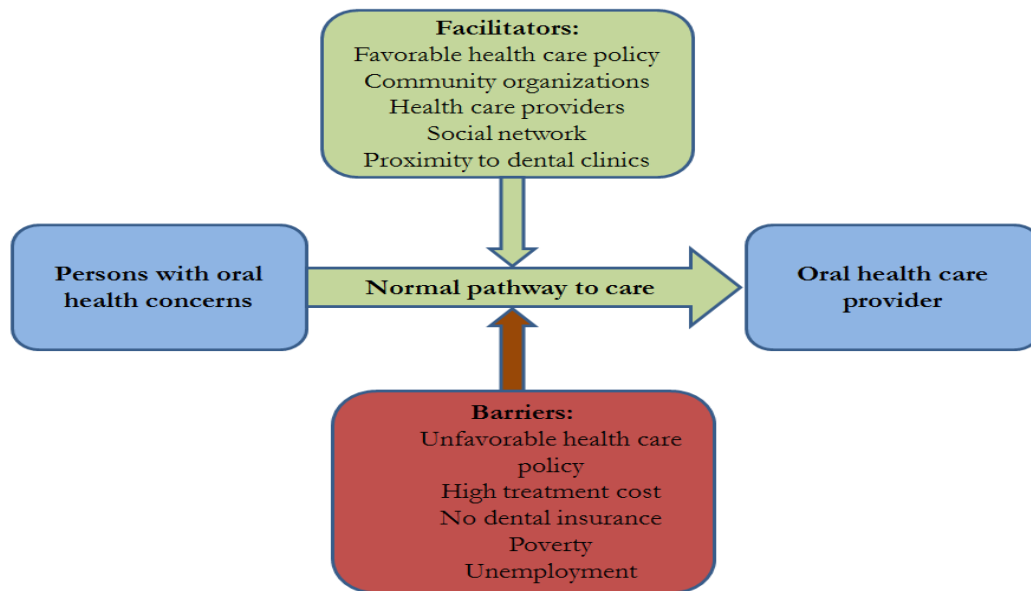 Facilitators:
Favorable health care policy
Community organizations
Health care providers
Social network
Proximity to dental clinics
Persons with oral
health concerns
Normal pathway to care
Oral health care
provider
Barriers:
Unfavorable health care
policy
High treatment cost
No dental insurance
Poverty
Unemployment